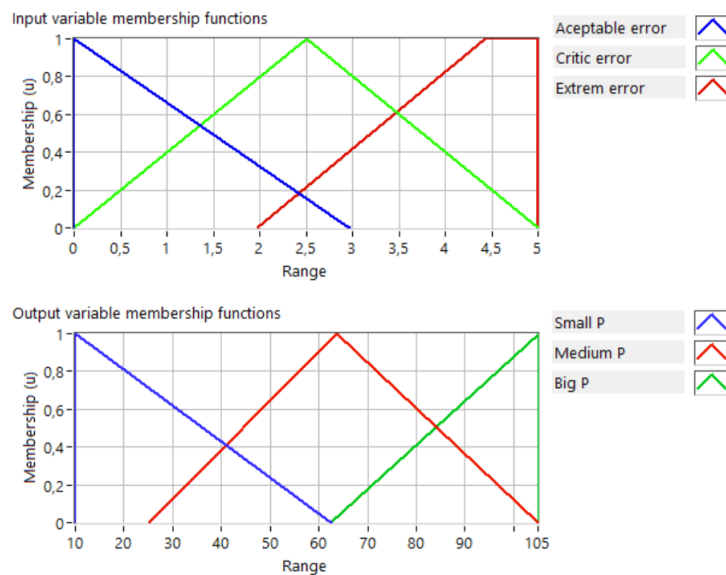 Input variable membership functions
Aceptable error
Critic error
Extrem error
Membership (u)
1
0,8
0,6
0,4
0,2
0
0 0,5 1 1,5 2 2,5 3 3,5 4 4,5 5
Range
Output variable membership functions
Small P
Medium P
Big P
Membership (u)
1
0,8
0,6
0,4
0,2
0
10 20 30 40 50 60 70 80 90 105
Range